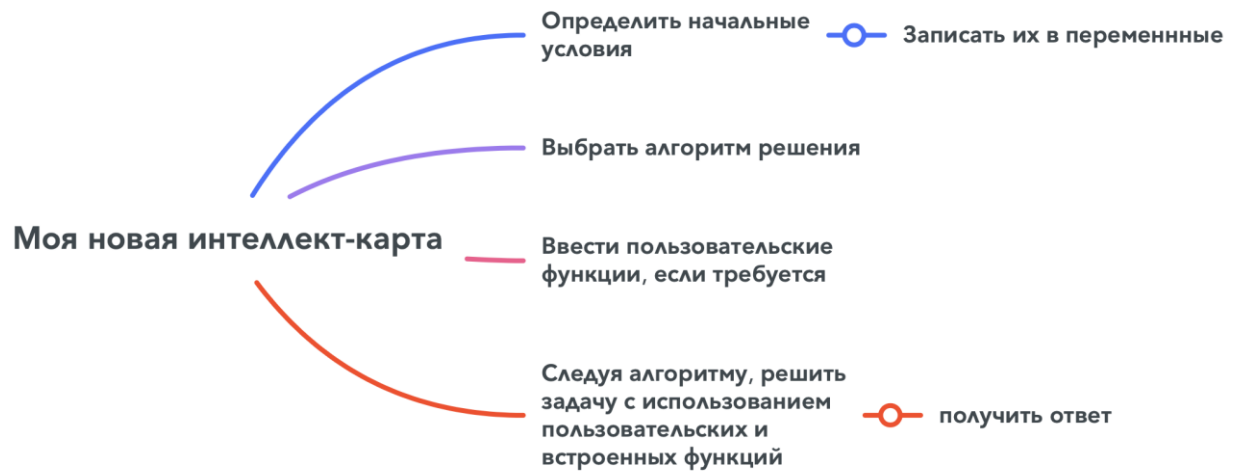 Определить начальные
условия
Записать их в переменнные
Выбрать алгоритм решения
Моя новая интеллект-карта
Ввести пользовательские
функции, если требуется
Следуя алгоритму, решить
задачу с использованием
пользовательских и
встроенных функций
получить ответ